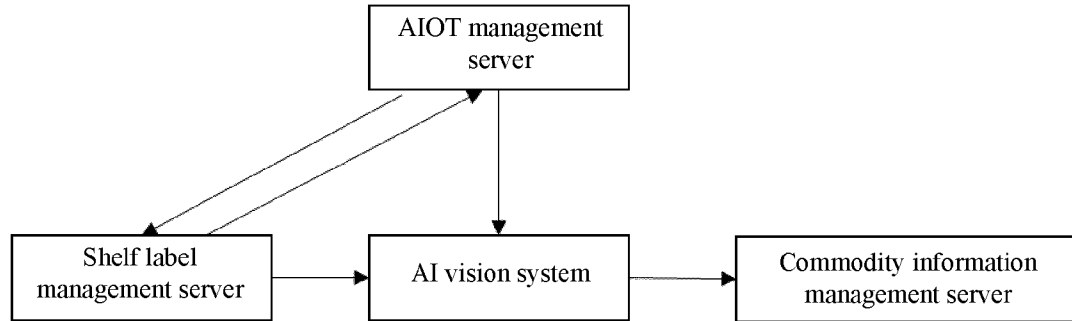 AIOT management
server
Shelf label
management server
AI vision system
Commodity information
management server